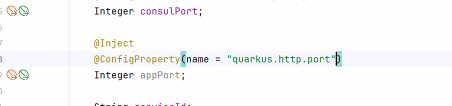 Integer consulPort;
@Inject
@ConfigProperty(name = "quarkus.http.port")
Integer appPort;